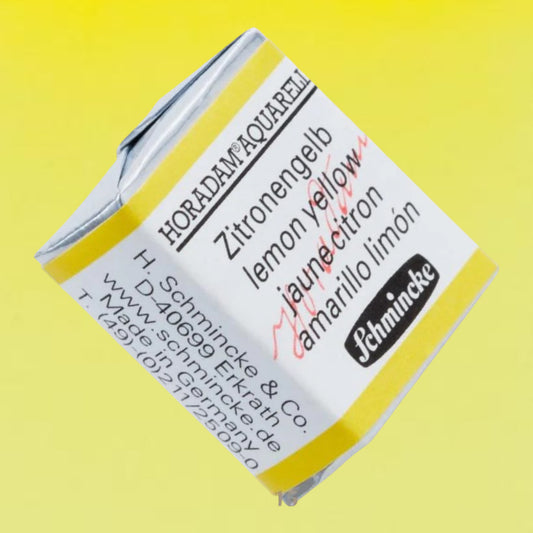 HORADAM® AQUARELL
Zitronengelb
lemon yellow
jaune citron
amarillo limón
Schmincke
H. Schmincke & Co.
D-40699 Erkrath
www.schmincke.de
Made in Germany
T. (49)-(0)211/2509-0